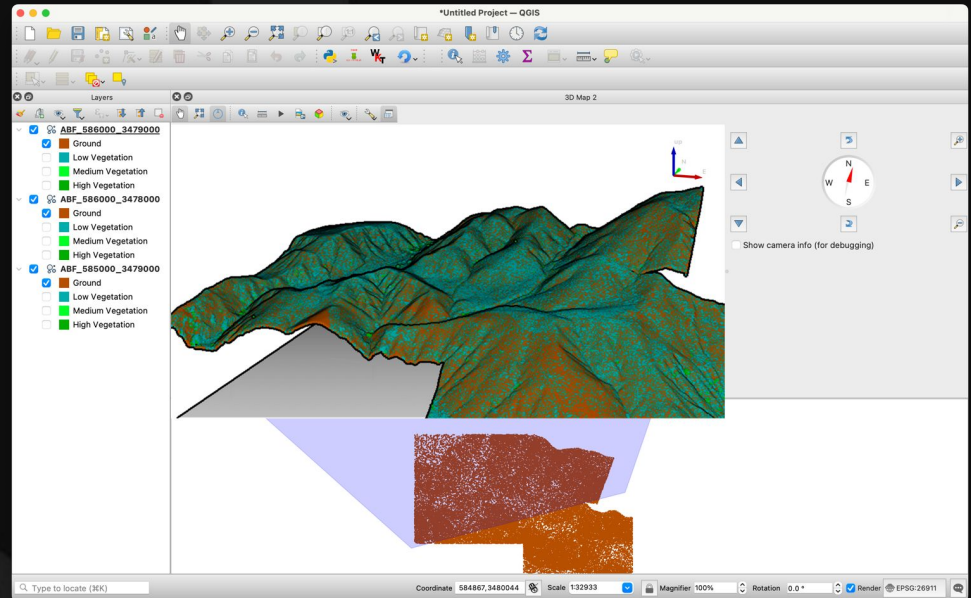 *Untitled Project — QGIS
Layers
3D Map 2
ABF_586000_3479000
Ground
Low Vegetation
Medium Vegetation
High Vegetation
ABF_586000_3478000
Ground
Low Vegetation
Medium Vegetation
High Vegetation
ABF_585000_3479000
Ground
Low Vegetation
Medium Vegetation
High Vegetation
N
W E
S
Show camera info (for debugging)
Type to locate (⌘K)
Coordinate 584867,3480044 Scale 1:32933 Magnifier 100% Rotation 0.0 ° Render EPSG:26911